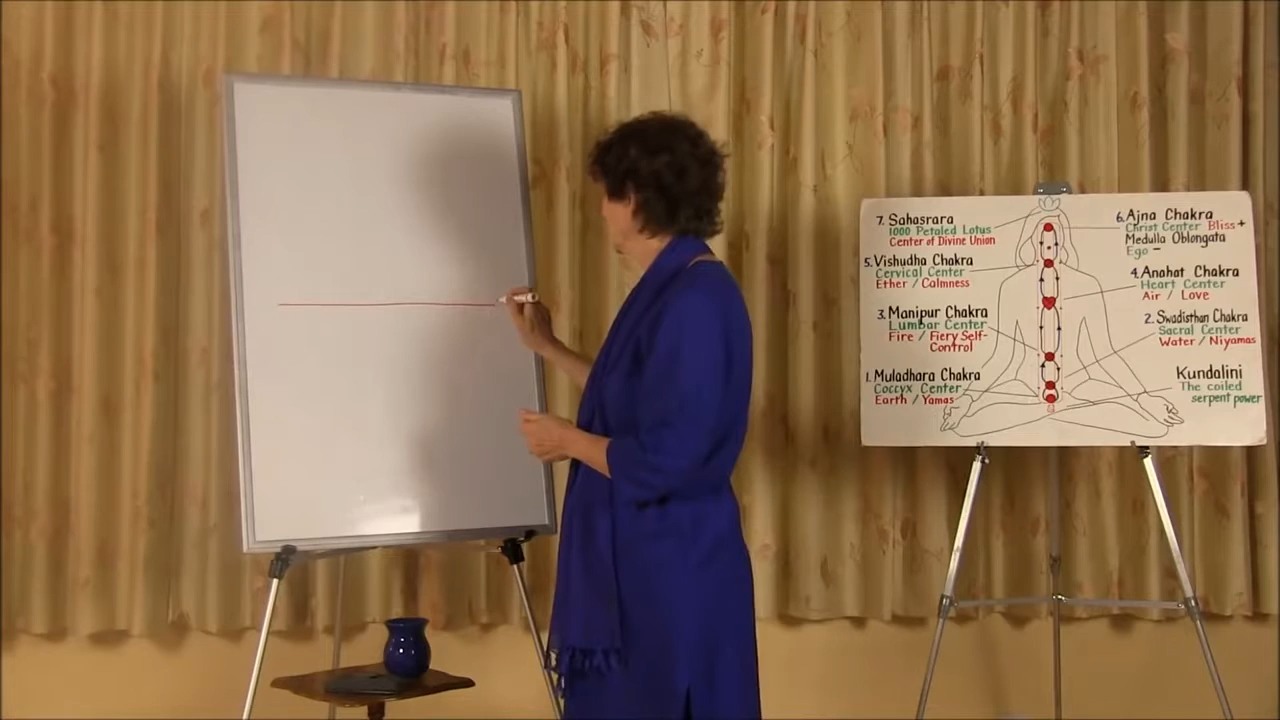 7. Sahasrara
1000 Petaled Lotus
Center of Divine Union
6. Ajna Chakra
Christ Center Bliss +
Medulla Oblongata
Ego -
5. Vishudha Chakra
Cervical Center
Ether / Calmness
4. Anahat Chakra
Heart Center
Air / Love
3. Manipur Chakra
Lumbar Center
Fire / Fiery Self-
Control
2. Swadisthan Chakra
Sacral Center
Water / Niyamas
1. Muladhara Chakra
Coccyx Center
Earth / Yamas
Kundalini
The coiled
serpent power